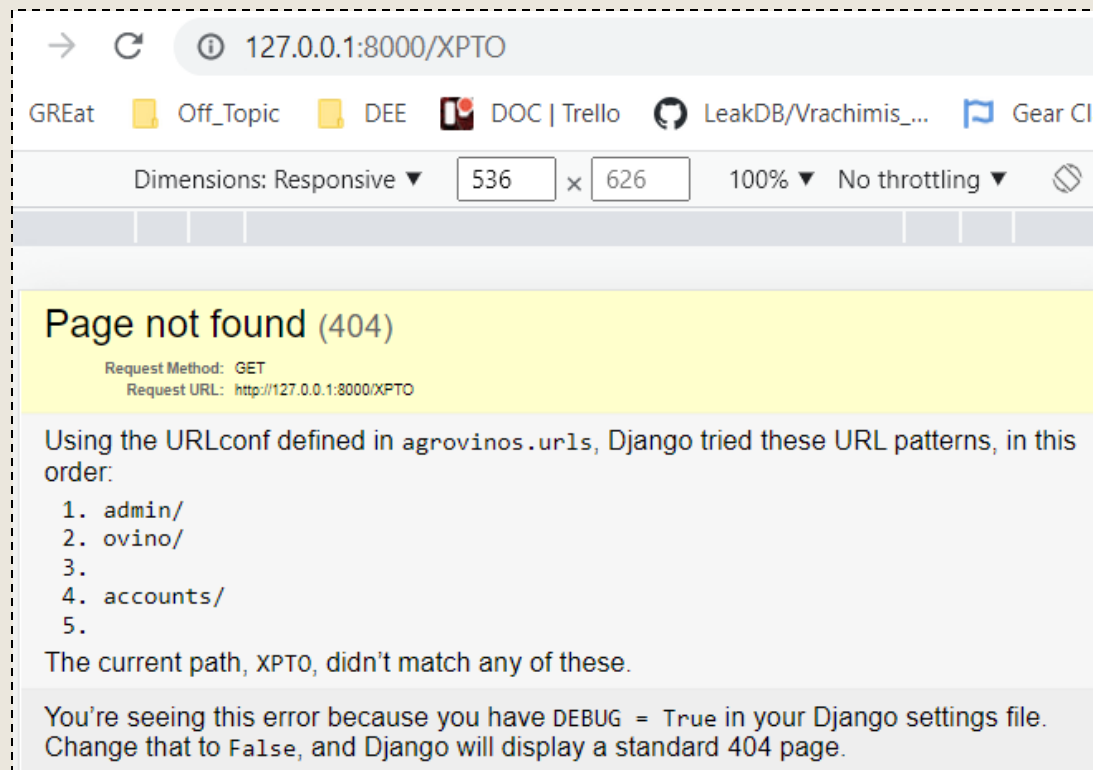 127.0.0.1:8000/XPTO
GREat Off_Topic DEE DOC | Trello LeakDB/Vrachimis_... Gear Cl
Dimensions: Responsive ▼ 536 × 626 100% ▼ No throttling ▼
Page not found (404)
Request Method: GET
Request URL: http://127.0.0.1:8000/XPTO
Using the URLconf defined in agrovinos.urls, Django tried these URL patterns, in this
order:
1. admin/
2. ovino/
3.
4. accounts/
5.
The current path, XPTO, didn’t match any of these.
You’re seeing this error because you have DEBUG = True in your Django settings file.
Change that to False, and Django will display a standard 404 page.